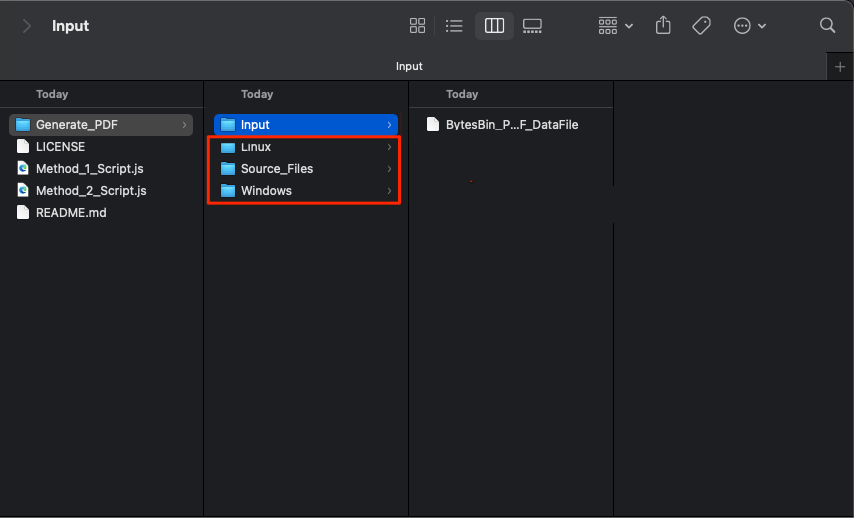 Input
Input
Today
Generate_PDF
LICENSE
Method_1_Script.js
Method_2_Script.js
README.md
Today
Input
Linux
Source_Files
Windows
Today
BytesBin_P...F_DataFile